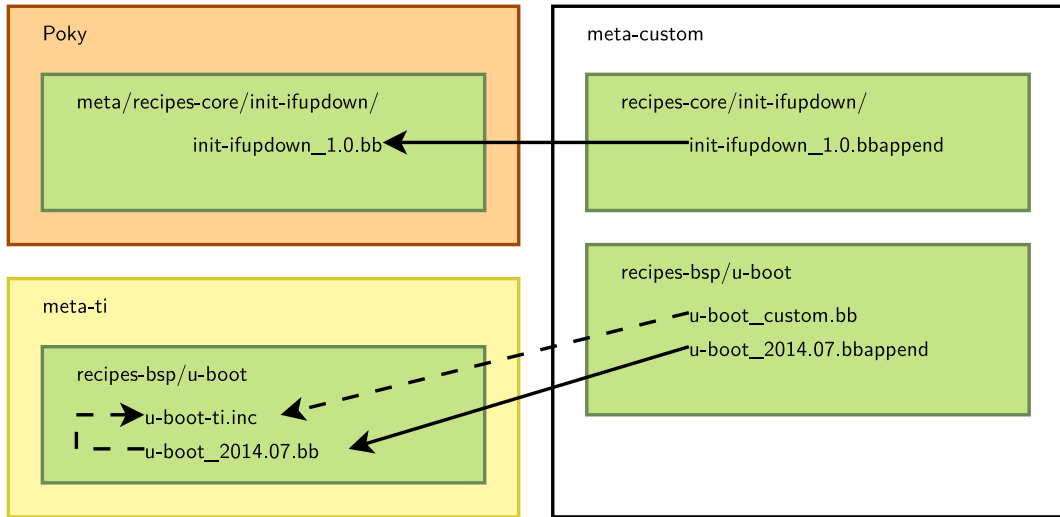 Poky
meta/recipes-core/init-ifupdown/
init-ifupdown_1.0.bb
meta-ti
recipes-bsp/u-boot
u-boot-ti.inc
u-boot_2014.07.bb
meta-custom
recipes-core/init-ifupdown/
init-ifupdown_1.0.bbappend
recipes-bsp/u-boot
u-boot_custom.bb
u-boot_2014.07.bbappend